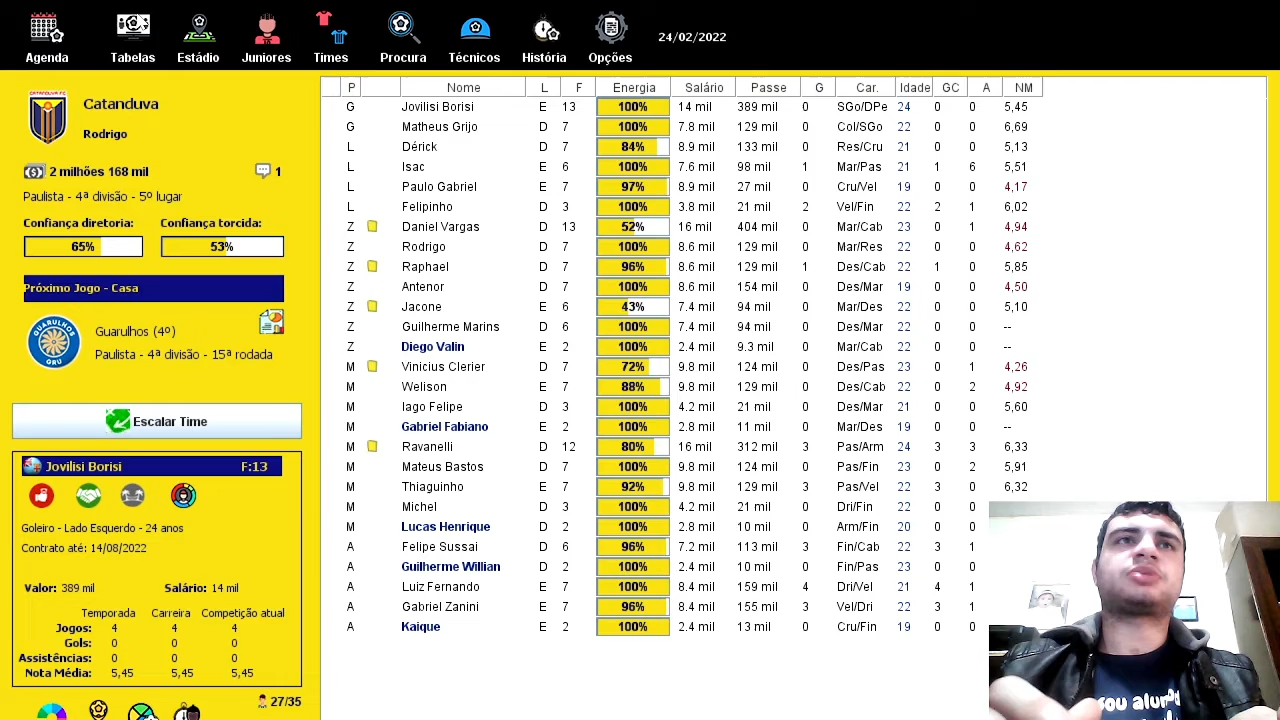 Agenda Tabelas Estádio Juniores Times Procura Técnicos História Opções 24/02/2022
CATANDUVA FC
Catanduva
Rodrigo
2 milhões 168 mil 1
Paulista - 4ª divisão - 5º lugar
Confiança diretoria: Confiança torcida:
65% 53%
Próximo Jogo - Casa
GUARULHOS
GRU
Guarulhos (4º)
Paulista - 4ª divisão - 15ª rodada
Escalar Time
Jovilisi Borisi F:13
Goleiro - Lado Esquerdo - 24 anos
Contrato até: 14/08/2022
Valor: 389 mil Salário: 14 mil
Temporada Carreira Competição atual
Jogos: 4 4 4
Gols: 0 0 0
Assistências: 0 0 0
Nota Média: 5,45 5,45 5,45
27/35
P Nome L F Energia Salário Passe G Car. Idade GC A NM
G Jovilisi Borisi E 13 100% 14 mil 389 mil 0 SGo/DPe 24 0 0 5,45
G Matheus Grijo D 7 100% 7.8 mil 129 mil 0 Col/SGo 22 0 0 6,68
L Dérick D 7 84% 8.9 mil 133 mil 0 Res/Cru 21 0 0 5,13
L Isac E 6 100% 7.6 mil 98 mil 1 Mar/Pas 21 1 6 5,51
L Paulo Gabriel E 7 97% 8.9 mil 27 mil 0 Cru/Vel 19 0 0 4,17
L Felipinho D 3 100% 3.8 mil 21 mil 2 Vel/Fin 22 2 1 6,02
Z Daniel Vargas D 13 52% 16 mil 404 mil 0 Mar/Cab 23 0 1 4,94
Z Rodrigo D 7 100% 8.6 mil 129 mil 0 Mar/Res 22 0 0 4,62
Z Raphael D 7 96% 8.6 mil 129 mil 1 Des/Cab 22 1 0 5,85
Z Antenor D 7 100% 8.6 mil 154 mil 0 Des/Mar 19 0 0 4,50
Z Jacone E 6 43% 7.4 mil 94 mil 0 Mar/Des 22 0 0 5,10
Z Guilherme Marins D 6 100% 7.4 mil 94 mil 0 Des/Mar 22 0 0 --
Z Diego Valin E 2 100% 2.4 mil 9.3 mil 0 Mar/Cab 22 0 0 --
M Vinicius Clerier D 7 72% 9.8 mil 124 mil 0 Des/Pas 23 0 1 4,26
M Welison E 7 88% 9.8 mil 129 mil 0 Des/Cab 22 0 2 4,92
M Iago Felipe D 3 100% 4.2 mil 21 mil 0 Des/Mar 21 0 0 5,60
M Gabriel Fabiano E 2 100% 2.8 mil 11 mil 0 Mar/Des 19 0 0 --
M Ravanelli D 12 80% 16 mil 312 mil 3 Pas/Arm 24 3 3 6,33
M Mateus Bastos D 7 100% 9.8 mil 124 mil 0 Pas/Fin 23 0 2 5,91
M Thiaguinho E 7 92% 9.8 mil 129 mil 3 Pas/Vel 22 3 0 6,32
M Michel D 3 100% 4.2 mil 21 mil 0 Dri/Fin 22 0 0
M Lucas Henrique D 2 100% 2.8 mil 10 mil 0 Arm/Fin 20 0 0
A Felipe Sussai D 6 96% 7.2 mil 113 mil 3 Fin/Cab 22 3 1
A Guilherme Willian D 2 100% 2.4 mil 10 mil 0 Fin/Pas 23 0 0
A Luiz Fernando E 7 100% 8.4 mil 159 mil 4 Dri/Vel 21 4 1
A Gabriel Zanini E 7 96% 8.4 mil 155 mil 3 Vel/Dri 22 3 1
A Kaique E 2 100% 2.4 mil 13 mil 0 Cru/Fin 19 0 0
sou alun